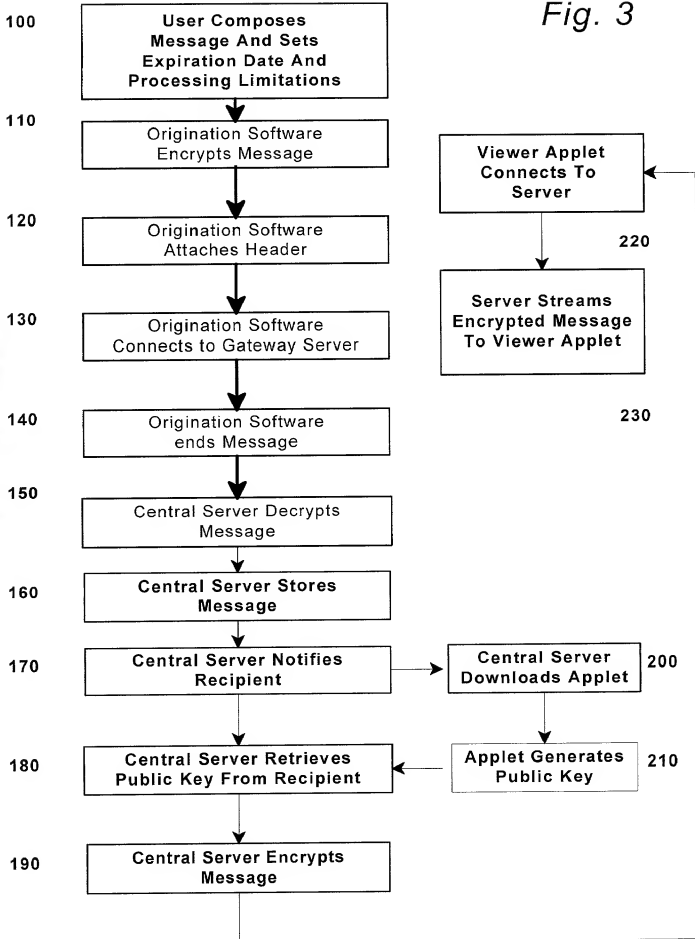 Fig. 3
100
User Composes
Message And Sets
Expiration Date And
Processing Limitations
110
Origination Software
Encrypts Message
120
Origination Software
Attaches Header
130
Origination Software
Connects to Gateway Server
140
Origination Software
ends Message
150
Central Server Decrypts
Message
160
Central Server Stores
Message
170
Central Server Notifies
Recipient
180
Central Server Retrieves
Public Key From Recipient
190
Central Server Encrypts
Message
Central Server
Downloads Applet
200
Applet Generates
Public Key
210
Viewer Applet
Connects To
Server
220
Server Streams
Encrypted Message
To Viewer Applet
230